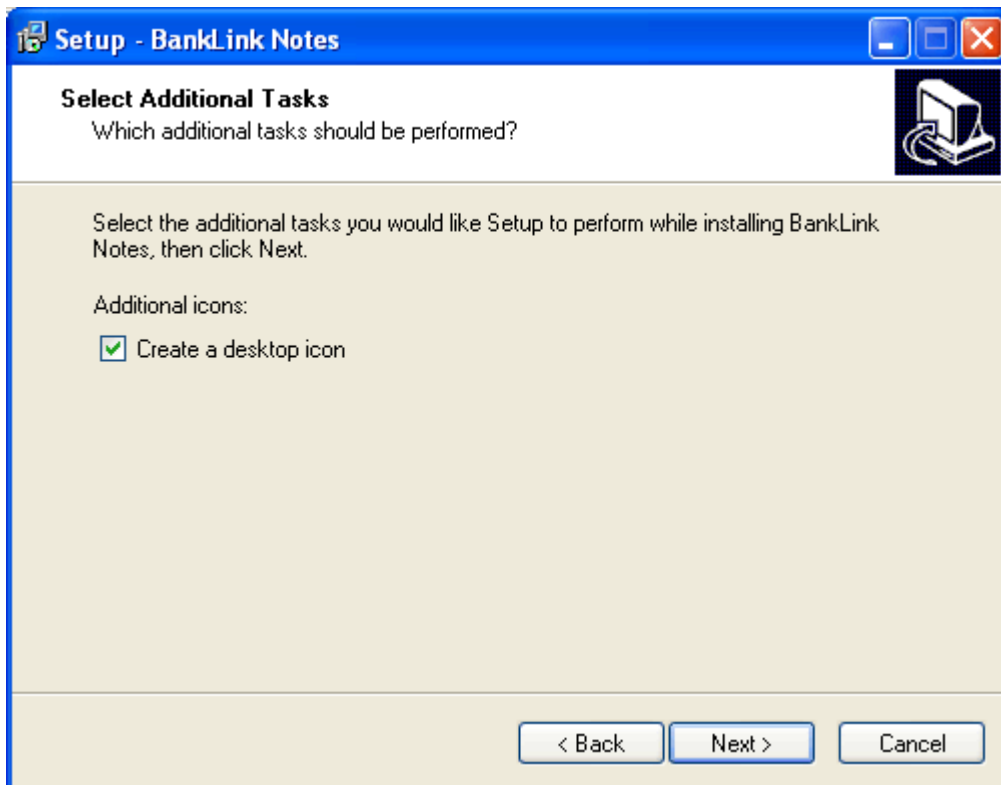 Setup - BankLink Notes
Select Additional Tasks
Which additional tasks should be performed?
Select the additional tasks you would like Setup to perform while installing BankLink
Notes, then click Next.
Additional icons:
Create a desktop icon
< Back
Next >
Cancel